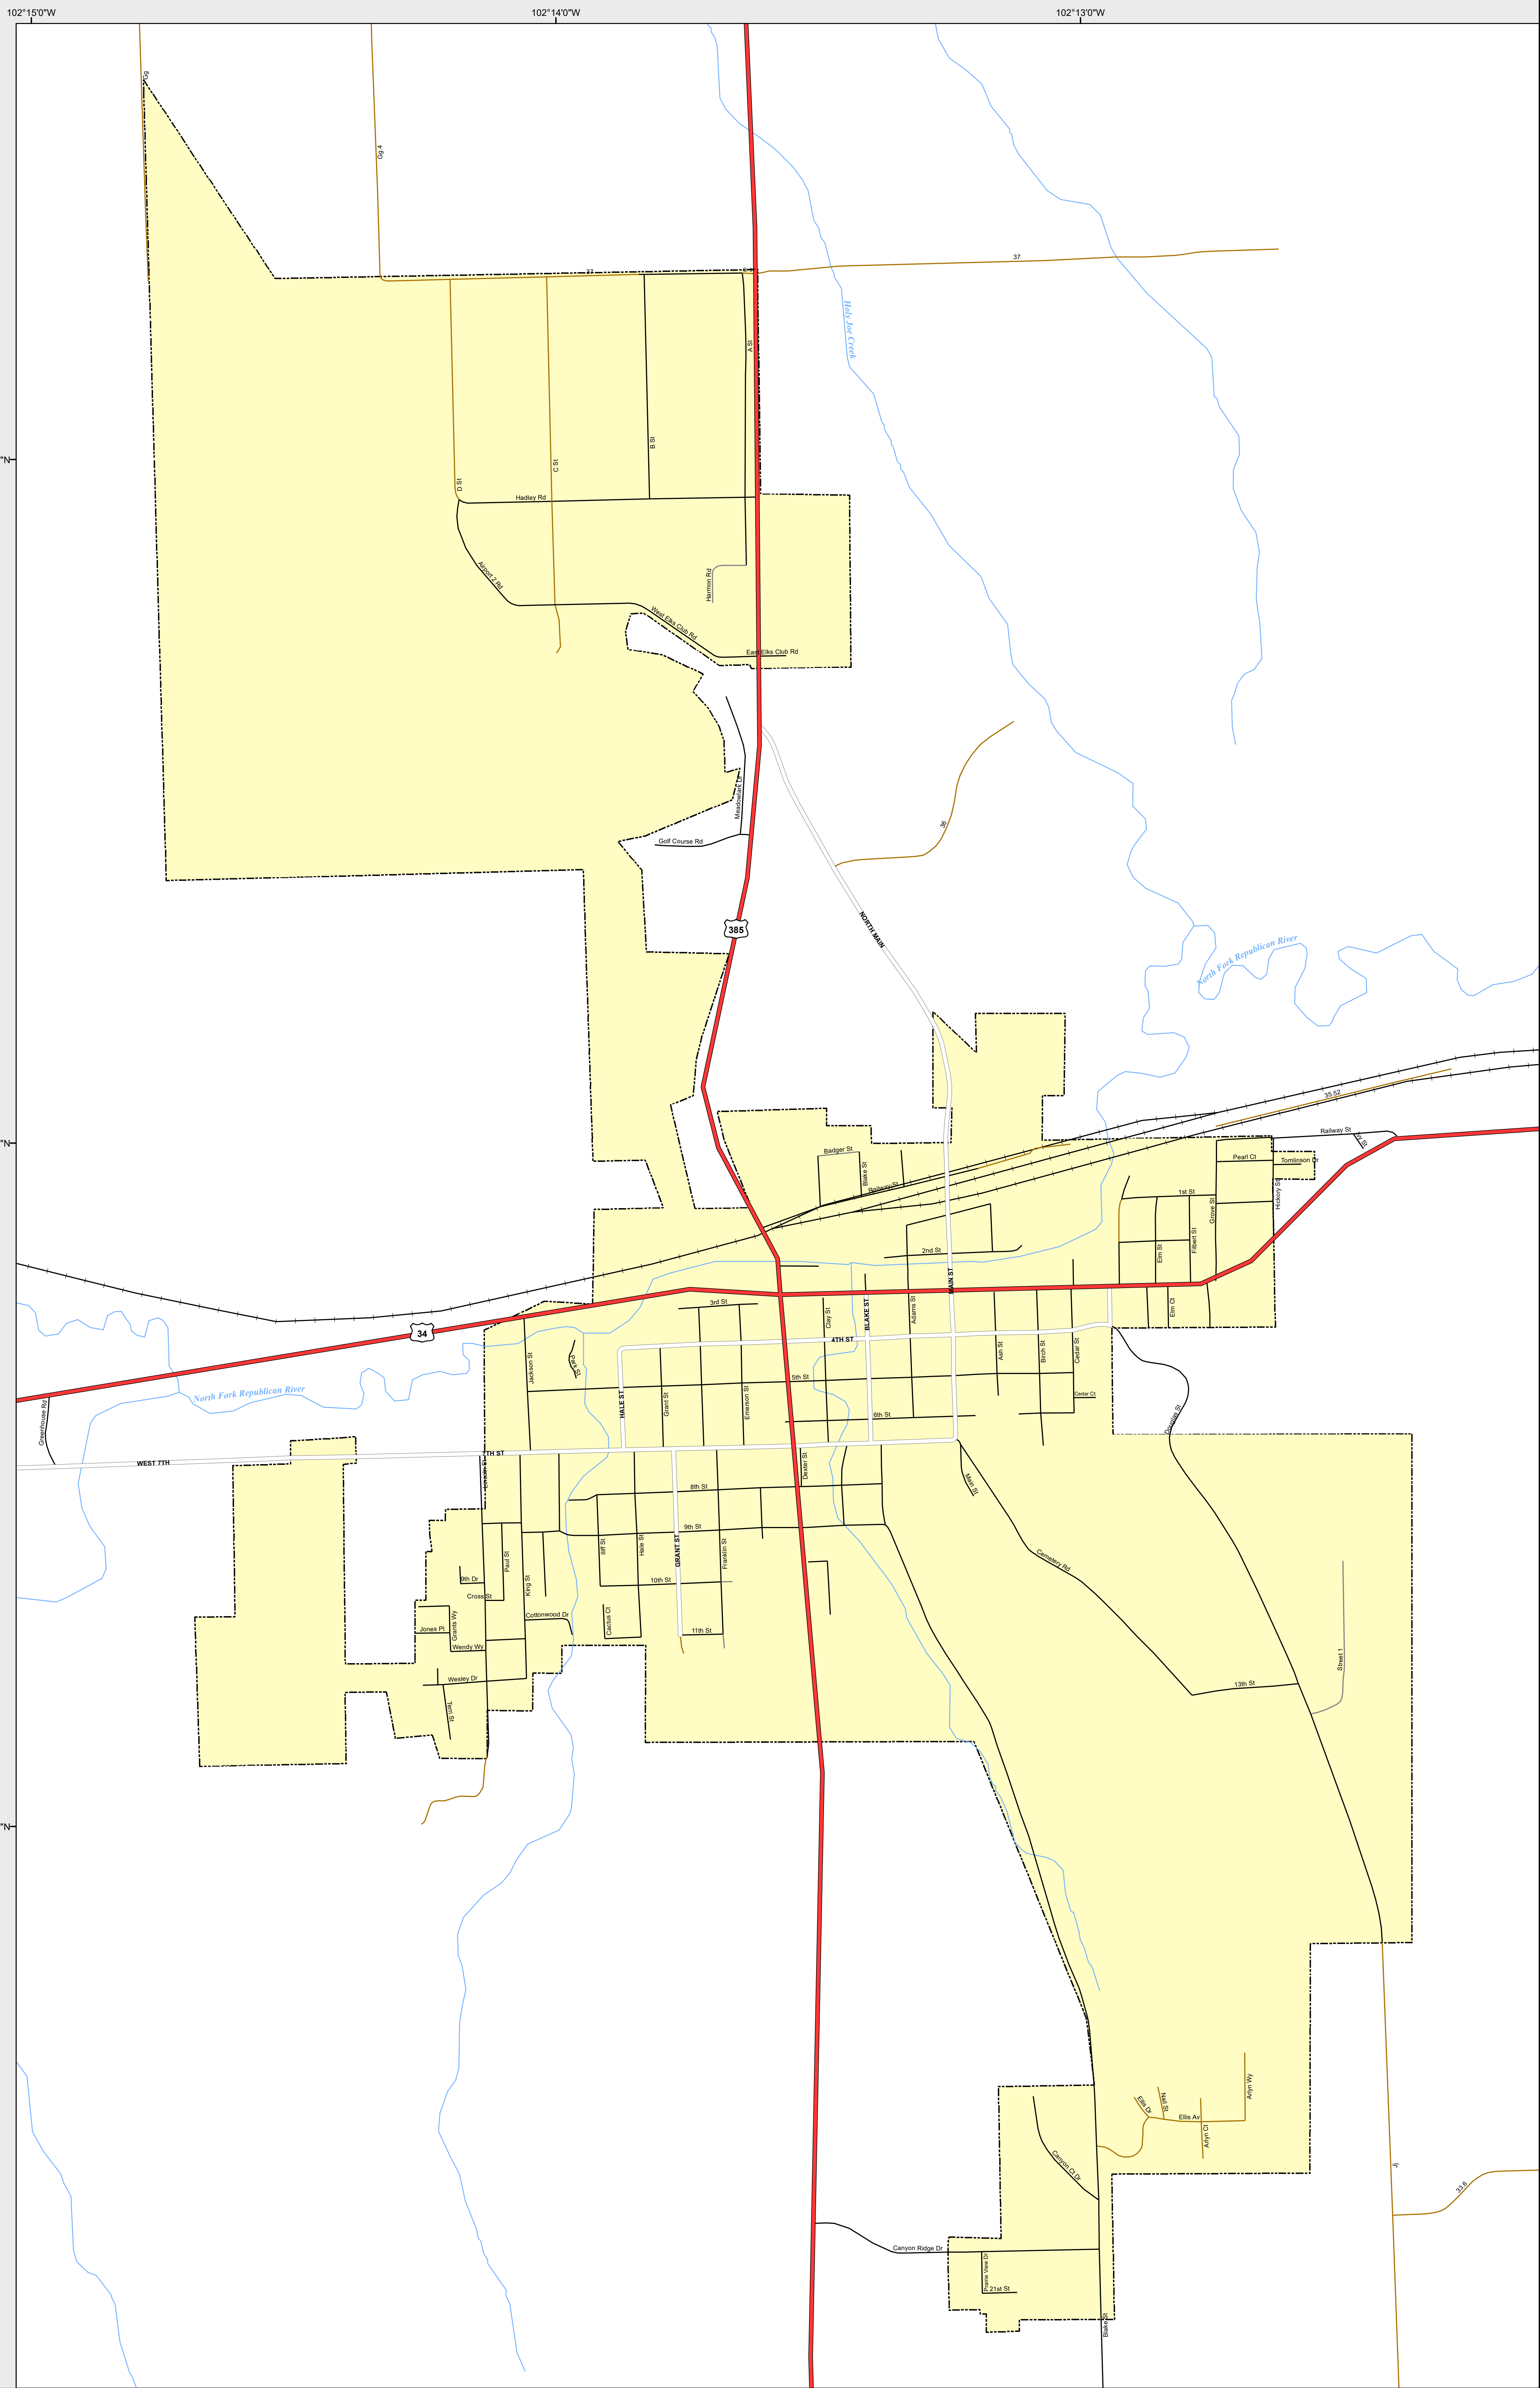 102°15'0"W
102°14'0"W
102°13'0"W
Gg
Gg.4
37
37
Holy Joe Creek
A St
B St
°N
C St
D St
Hadley Rd
Airport 2 Rd
Harmon Rd
West Elks Club Rd
East Elks Club Rd
Meadowlark Dr
36
Golf Course Rd
385
NORTH MAIN
North Fork Republican River
35.52
°N
Railway St
Ivy St
Badger St
Blake St
Pearl Ct
Tomlinson Dr
Railway St
1st St
Hickory St
Grove St
Filbert St
Elm St
2nd St
MAIN ST
3rd St
Clay St
BLAKE ST
Adams St
Elm Ct
34
4TH ST
Ash St
Birch St
Cedar St
Jackson St
Park St
5th St
North Fork Republican River
HALE ST
Grant St
Emerson St
Cedar Ct
Greenhouse Rd
6th St
Douglas St
WEST 7TH
7TH ST
Dexter St
Main St
8th St
9th St
Iliff St
Hale St
GRANT ST
Franklin St
Paul St
Cemetery Rd
9th Dr
King St
10th St
Cross St
Grants Wy
Cottonwood Dr
Cactus Ct
Jones Pl
11th St
Wendy Wy
Street 1
Wesley Dr
13th St
Terri St
°N
Arlyn Wy
Ellis Dr
Neil St
Ellis Av
Arlyn Ct
Canyon Ct Dr
Jj
33.6
Canyon Ridge Dr
Prairie View Dr
21st St
Blake St